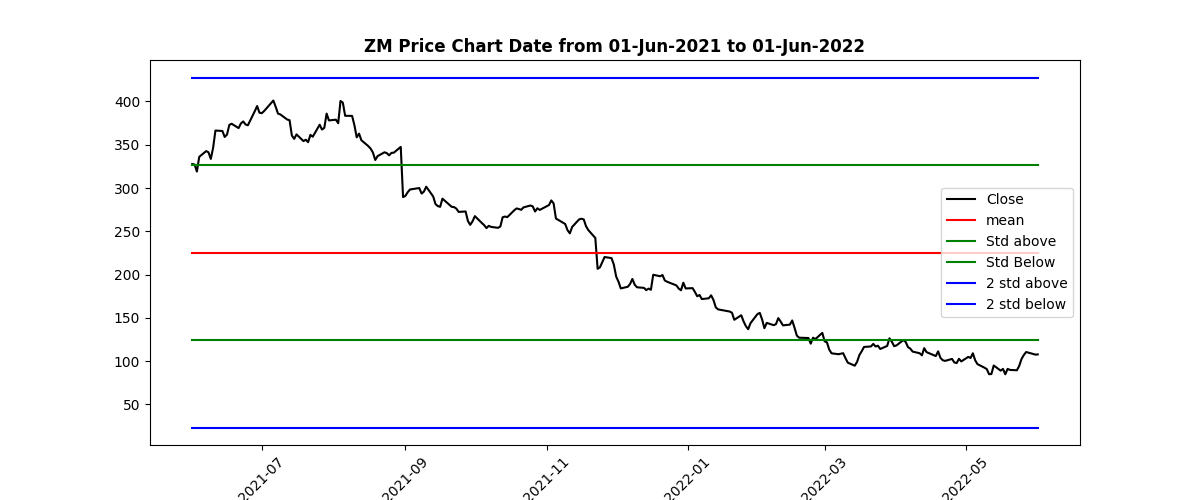 ZM Price Chart Date from 01-Jun-2021 to 01-Jun-2022
400
350
300
250
200
150
100
50
Close
mean
Std above
Std Below
2 std above
2 std below
2021-07
2021-09
2021-11
2022-01
2022-03
2022-05